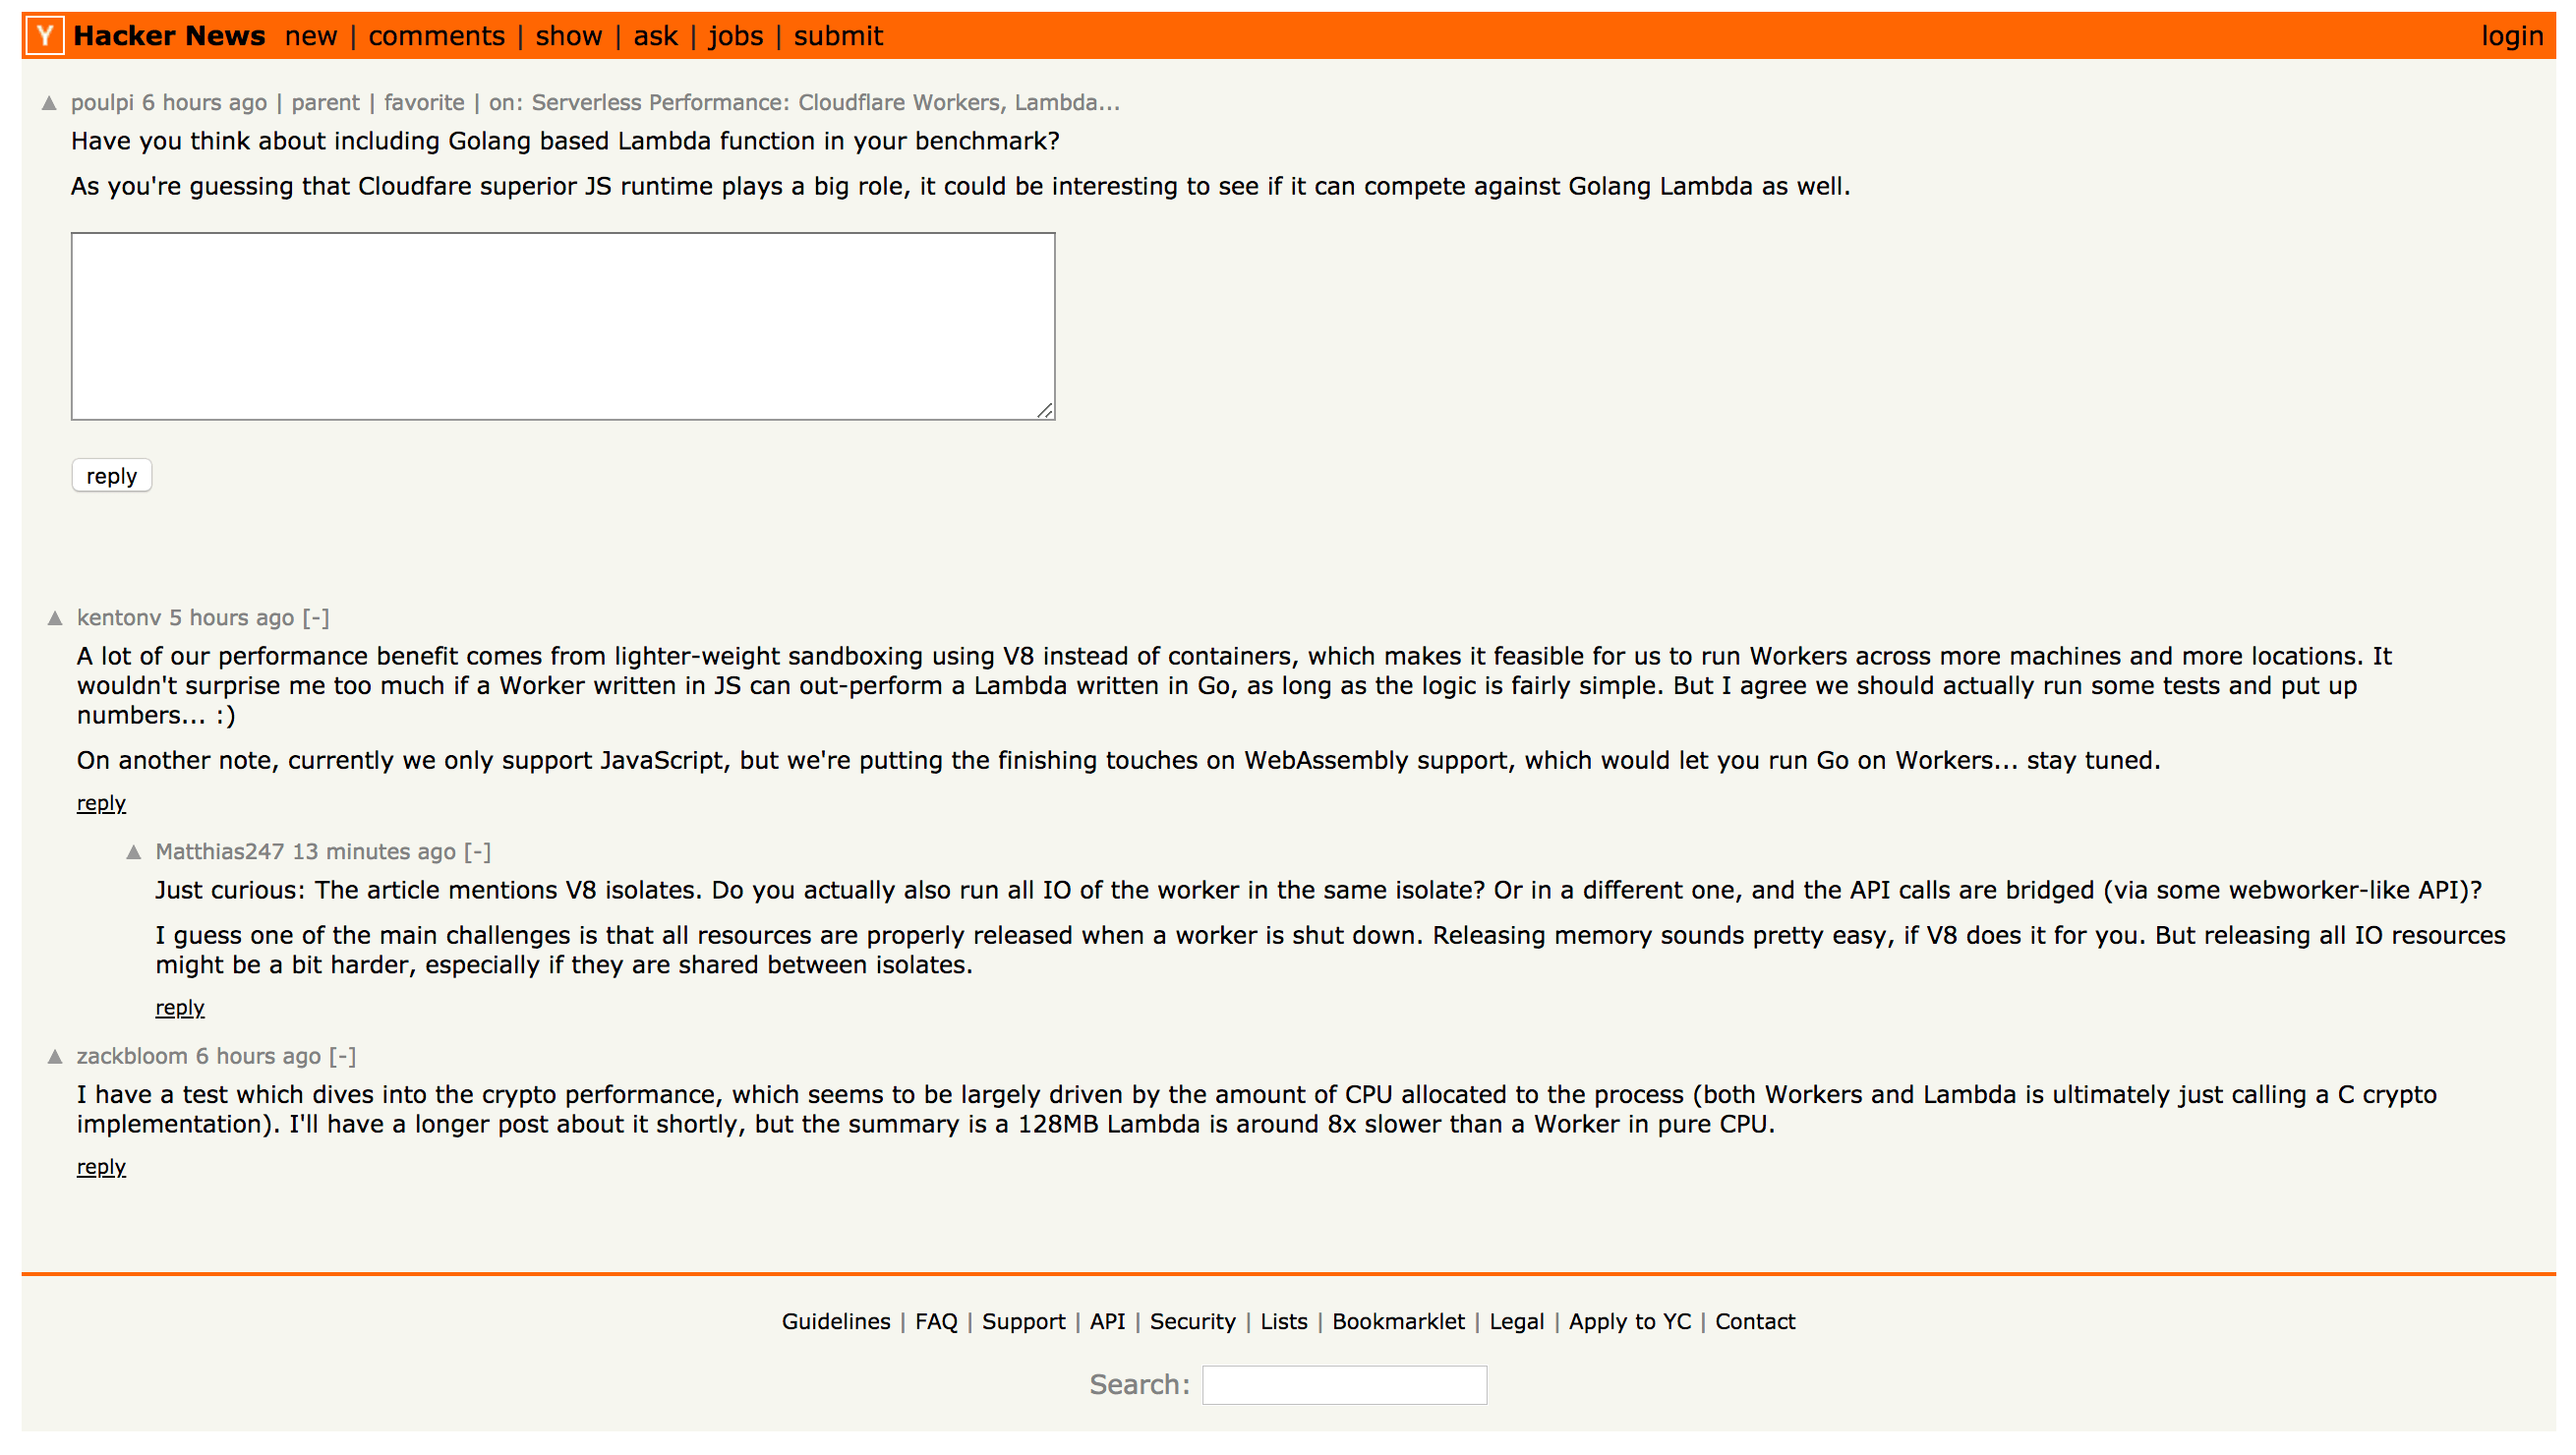 Y Hacker News new | comments | show | ask | jobs | submit login
▲ poulpi 6 hours ago | parent | favorite | on: Serverless Performance: Cloudflare Workers, Lambda...
Have you think about including Golang based Lambda function in your benchmark?
As you're guessing that Cloudfare superior JS runtime plays a big role, it could be interesting to see if it can compete against Golang Lambda as well.
reply
▲ kentonv 5 hours ago [-]
A lot of our performance benefit comes from lighter-weight sandboxing using V8 instead of containers, which makes it feasible for us to run Workers across more machines and more locations. It
wouldn't surprise me too much if a Worker written in JS can out-perform a Lambda written in Go, as long as the logic is fairly simple. But I agree we should actually run some tests and put up
numbers... :)
On another note, currently we only support JavaScript, but we're putting the finishing touches on WebAssembly support, which would let you run Go on Workers... stay tuned.
reply
▲ Matthias247 13 minutes ago [-]
Just curious: The article mentions V8 isolates. Do you actually also run all IO of the worker in the same isolate? Or in a different one, and the API calls are bridged (via some webworker-like API)?
I guess one of the main challenges is that all resources are properly released when a worker is shut down. Releasing memory sounds pretty easy, if V8 does it for you. But releasing all IO resources
might be a bit harder, especially if they are shared between isolates.
reply
▲ zackbloom 6 hours ago [-]
I have a test which dives into the crypto performance, which seems to be largely driven by the amount of CPU allocated to the process (both Workers and Lambda is ultimately just calling a C crypto
implementation). I'll have a longer post about it shortly, but the summary is a 128MB Lambda is around 8x slower than a Worker in pure CPU.
reply
Guidelines | FAQ | Support | API | Security | Lists | Bookmarklet | Legal | Apply to YC | Contact
Search: